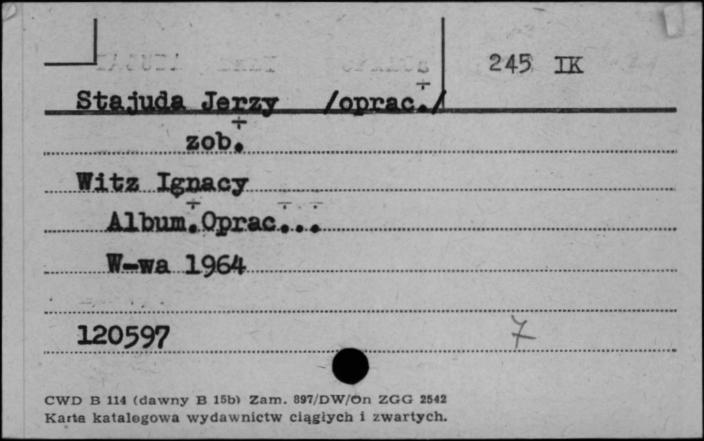 245 IK
Stajuda Jerzy /oprac./
zob.
Witz Ignacy
Album.Oprac...
W-wa 1964
120597 7
CWD B 114 (dawny B 15b) Zam. 897/DW/On ZGG 2542
Karta katalogowa wydawnictw ciągłych i zwartych.